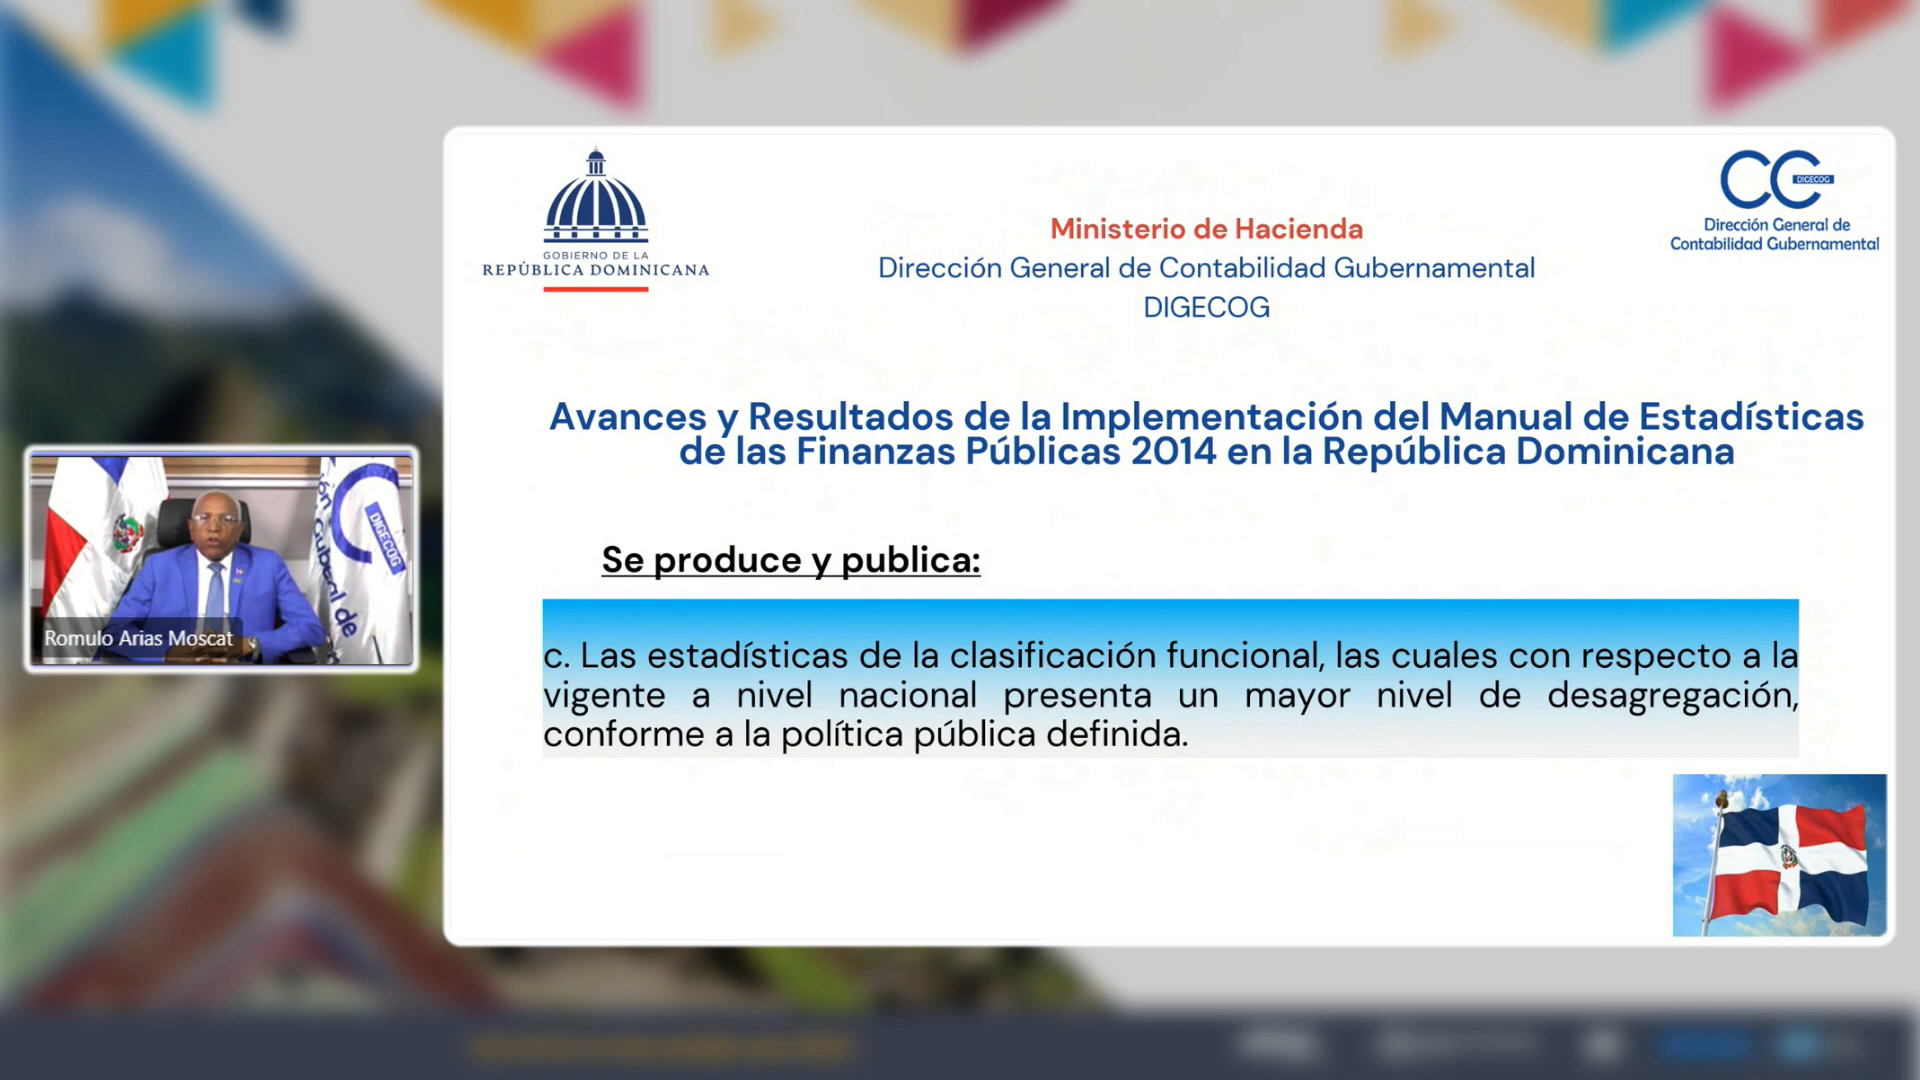 GOBIERNO DE LA
REPÚBLICA DOMINICANA
Ministerio de Hacienda
Dirección General de Contabilidad Gubernamental
DIGECOG
DIGECOG
Dirección General de
Contabilidad Gubernamental
Avances y Resultados de la Implementación del Manual de Estadísticas
de las Finanzas Públicas 2014 en la República Dominicana
Se produce y publica:
c. Las estadísticas de la clasificación funcional, las cuales con respecto a la
vigente a nivel nacional presenta un mayor nivel de desagregación,
conforme a la política pública definida.
DIGECOG
Romulo Arias Moscat